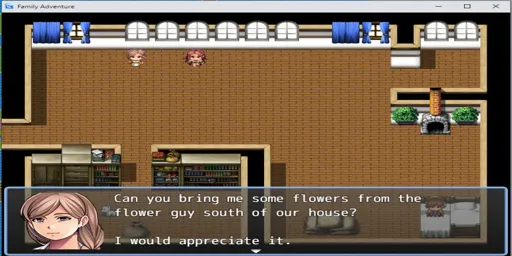 Family Adventure
Can you bring me some flowers from the
flower guy south of our house?
I would appreciate it.